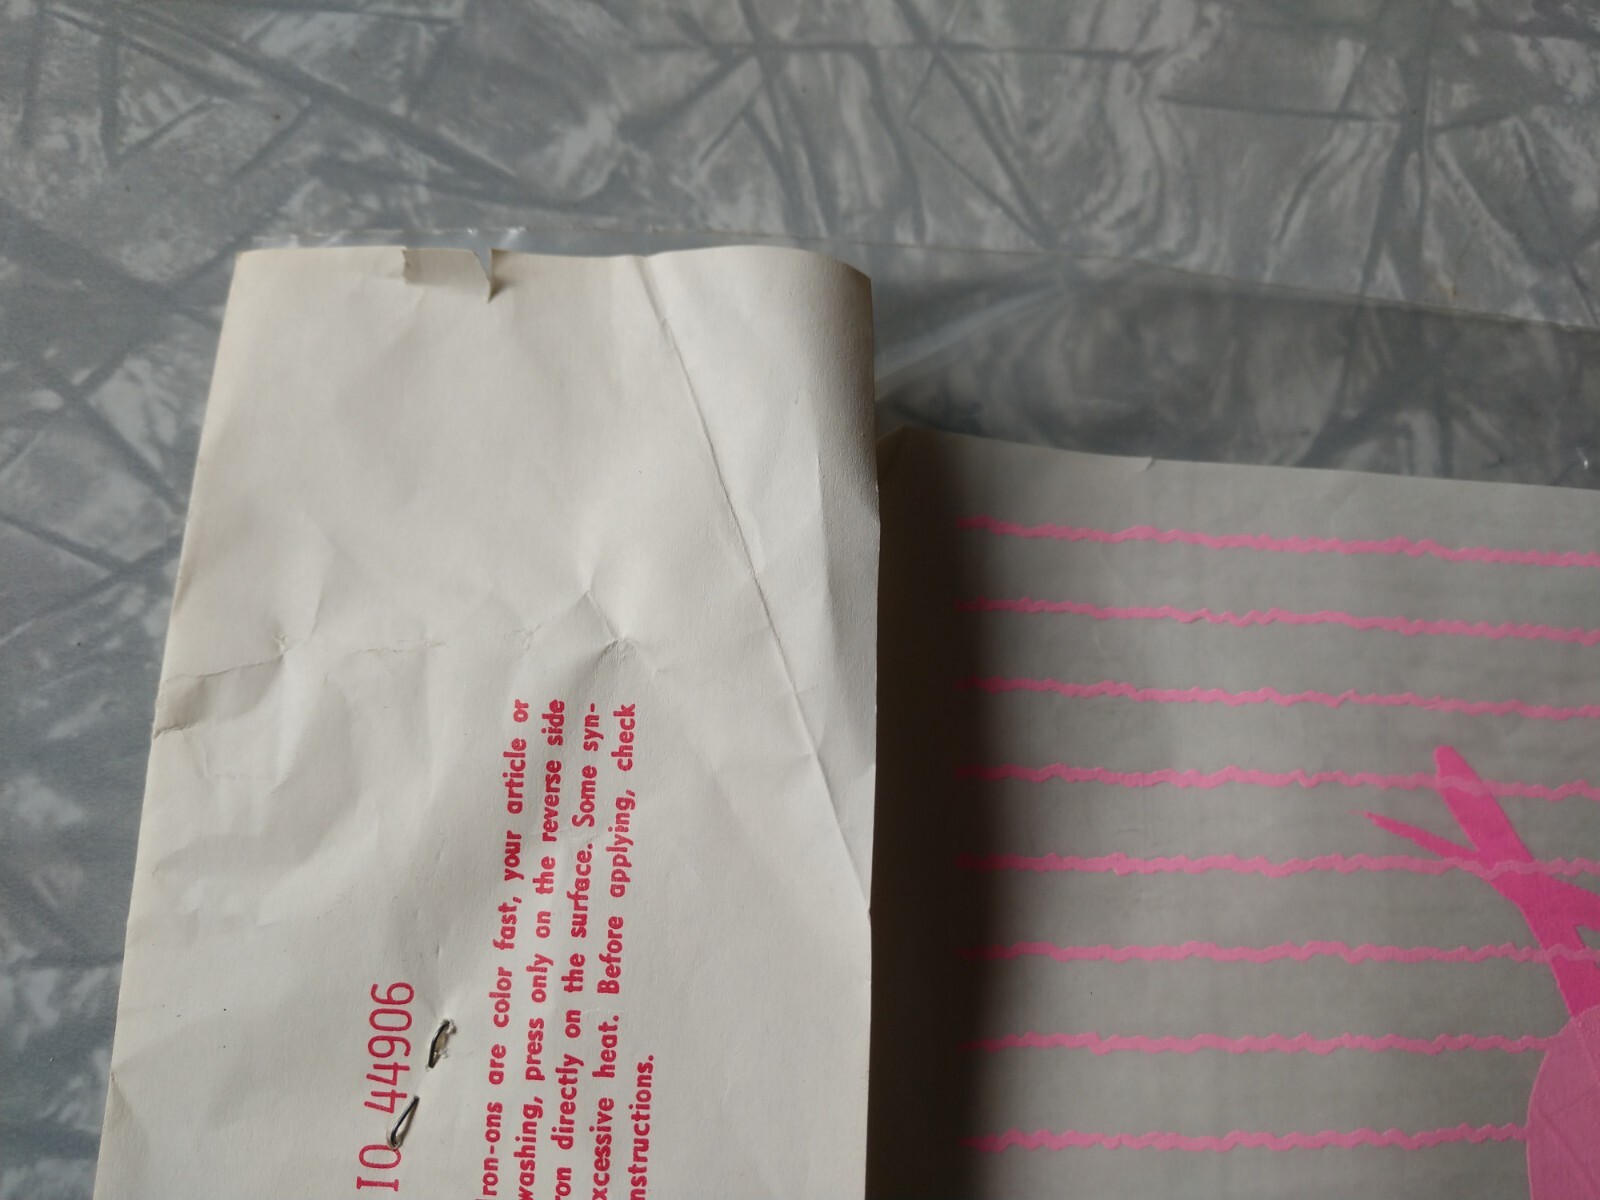 IO 44906
Iron-ons are color fast, your article or
washing, press only on the reverse side
ron directly on the surface. Some syn-
xcessive heat. Before applying, check
nstructions.